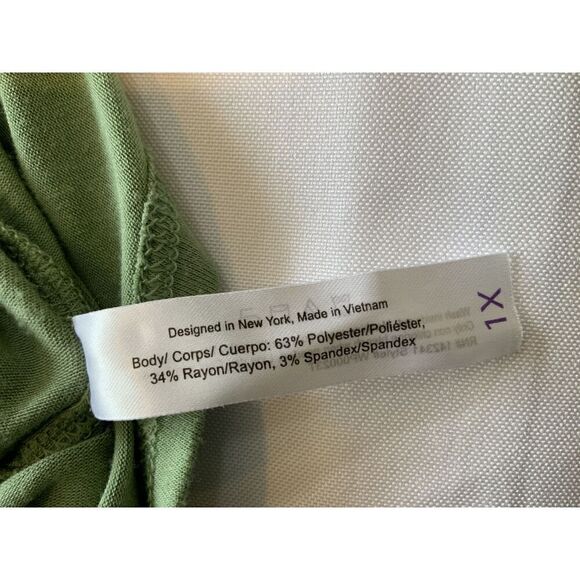 Designed in New York, Made in Vietnam
Body/ Corps/ Cuerpo: 63% Polyester/Poliéster,
34% Rayon/Rayon, 3% Spandex/Spandex
1X